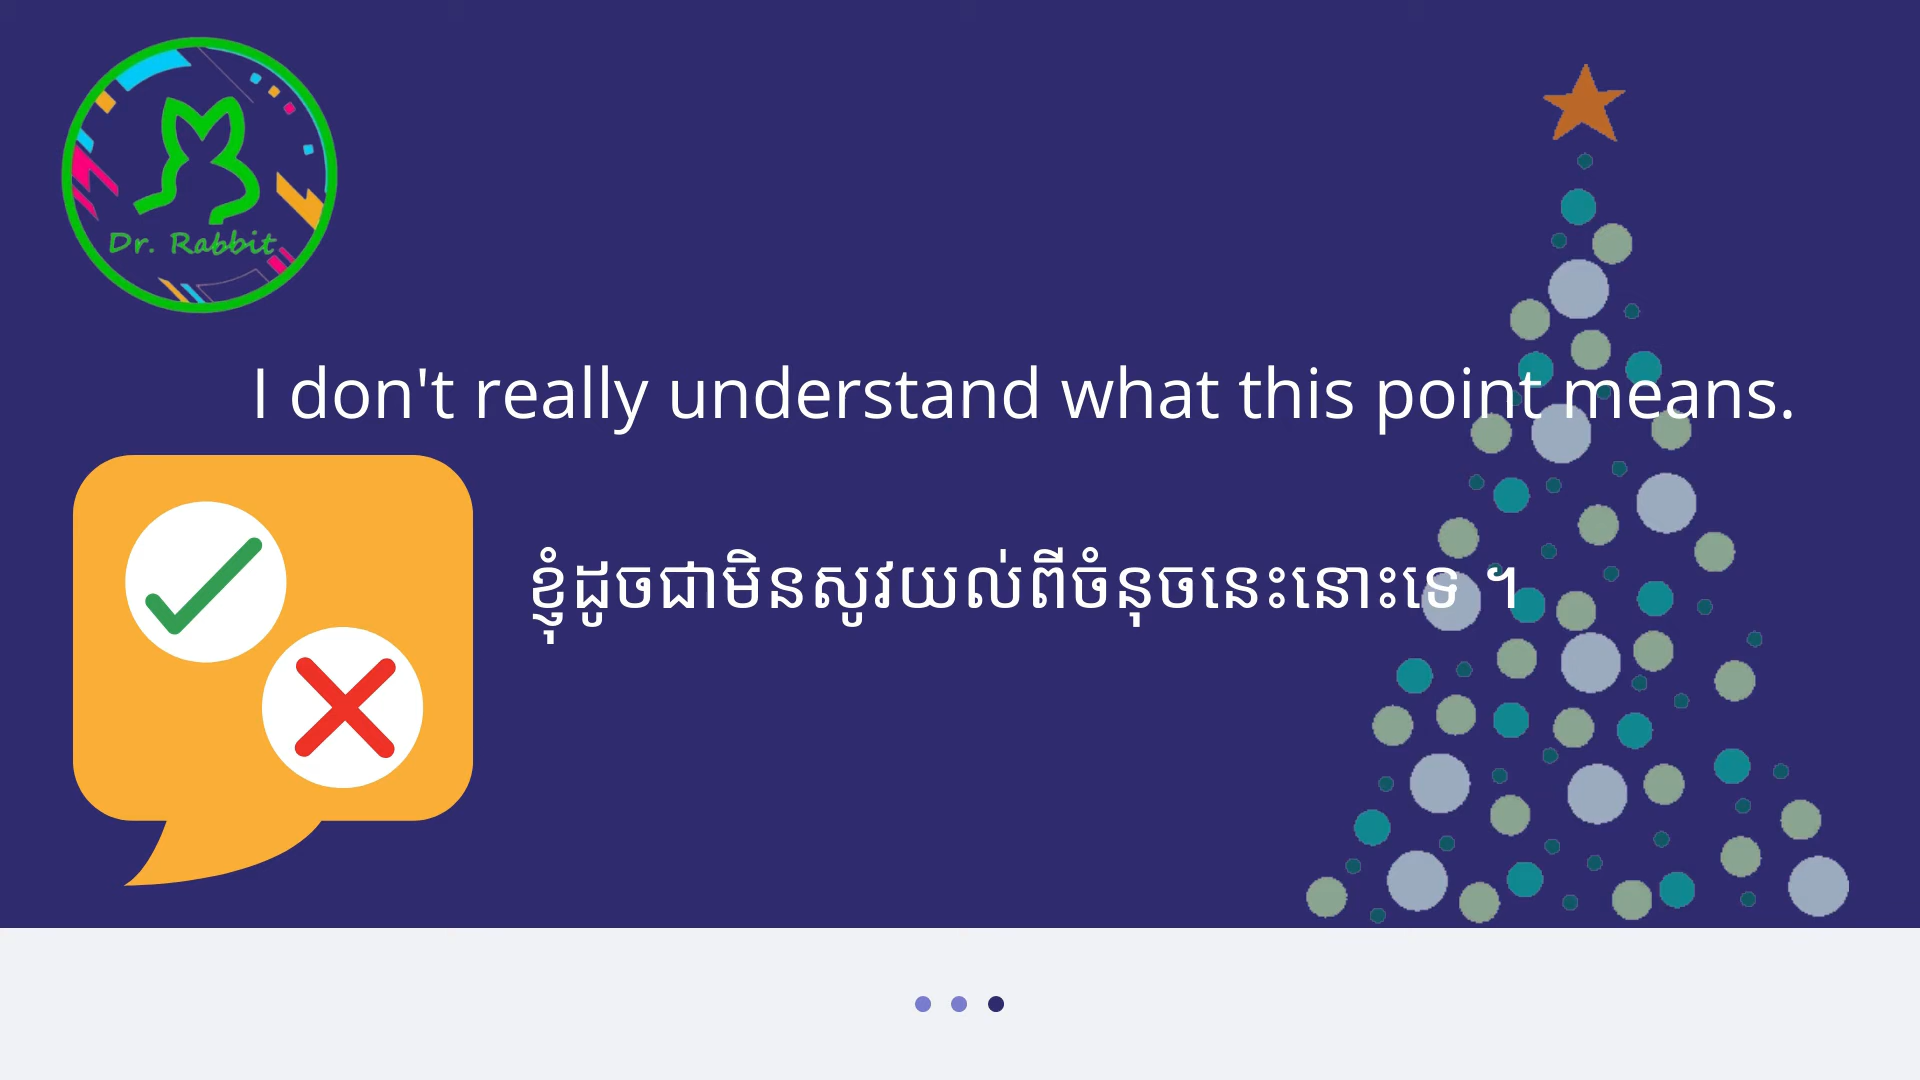 Dr. Rabbit
I don't really understand what this point means.
ខ្ញុំដូចជាមិនសូវយល់ពីចំនុចនេះនោះទេ ។